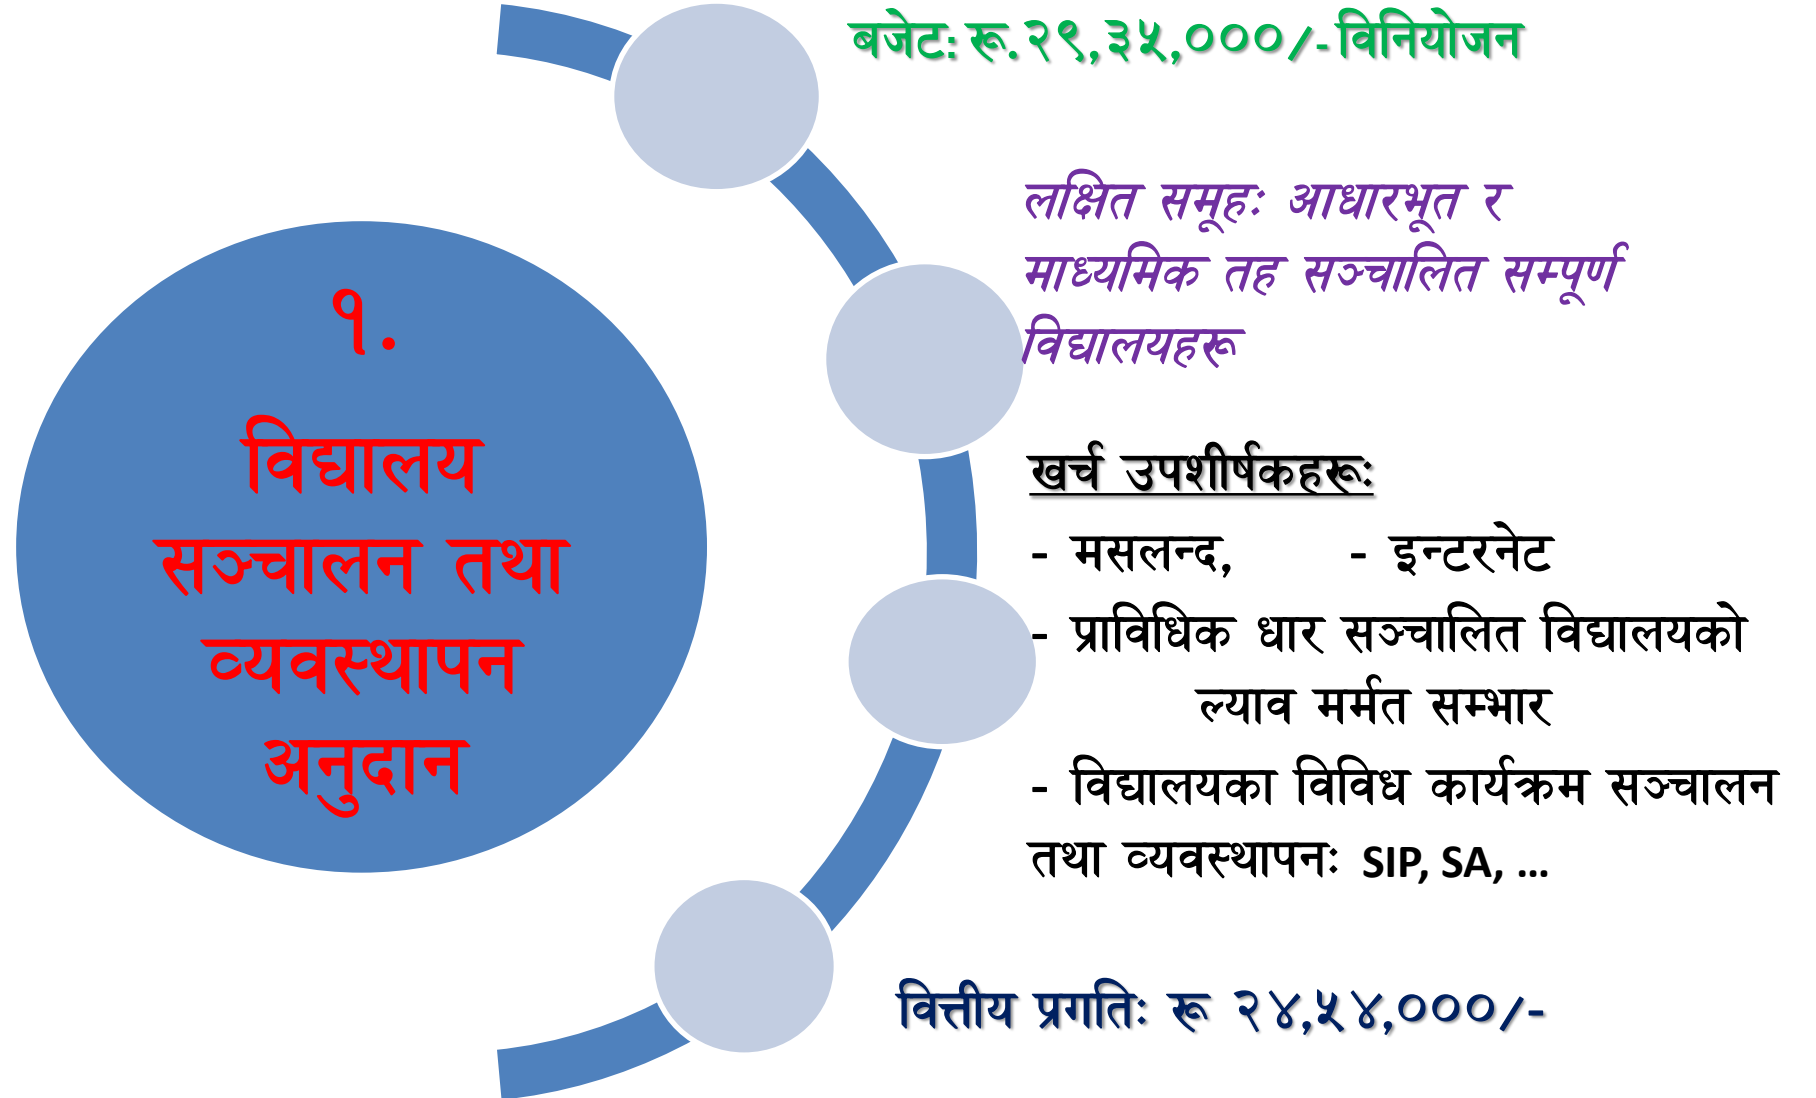 १.
विद्यालय
सञ्चालन तथा
व्यवस्थापन
अनुदान
बजेट: रू.२९,३५,०००/- विनियोजन
लक्षित समूहः आधारभूत र
माध्यमिक तह सञ्चालित सम्पूर्ण
विद्यालयहरू
खर्च उपशीर्षकहरूः
- मसलन्द, - इन्टरनेट
- प्राविधिक धार सञ्चालित विद्यालयको
ल्याव मर्मत सम्भार
- विद्यालयका विविध कार्यक्रम सञ्चालन
तथा व्यवस्थापनः SIP, SA, ...
वित्तीय प्रगतिः रू २४,५४,०००/-